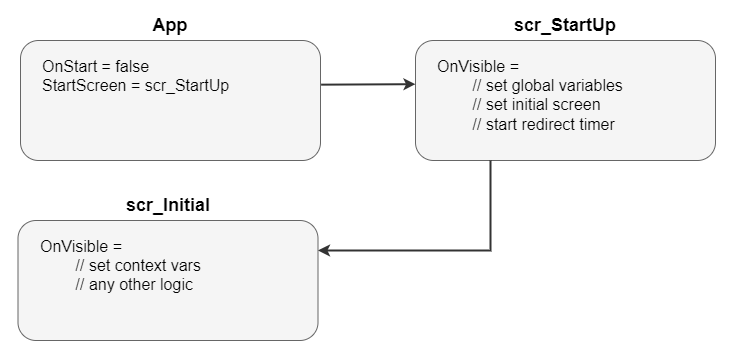 App
OnStart = false
StartScreen = scr_StartUp
scr_StartUp
OnVisible =
// set global variables
// set initial screen
// start redirect timer
scr_Initial
OnVisible =
// set context vars
// any other logic